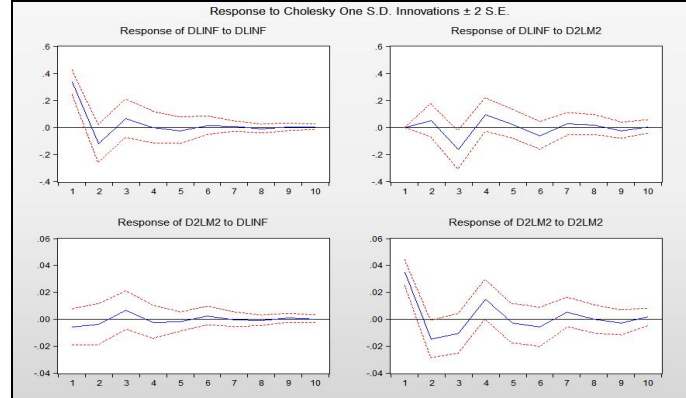 Response to Cholesky One S.D. Innovations ± 2 S.E.
Response of DLINF to DLINF
.6
.4
.2
.0
-.2
-.4
1 2 3 4 5 6 7 8 9 10
Response of DLINF to D2LM2
.6
.4
.2
.0
-.2
-.4
1 2 3 4 5 6 7 8 9 10
Response of D2LM2 to DLINF
.06
.04
.02
.00
-.02
-.04
1 2 3 4 5 6 7 8 9 10
Response of D2LM2 to D2LM2
.06
.04
.02
.00
-.02
-.04
1 2 3 4 5 6 7 8 9 10